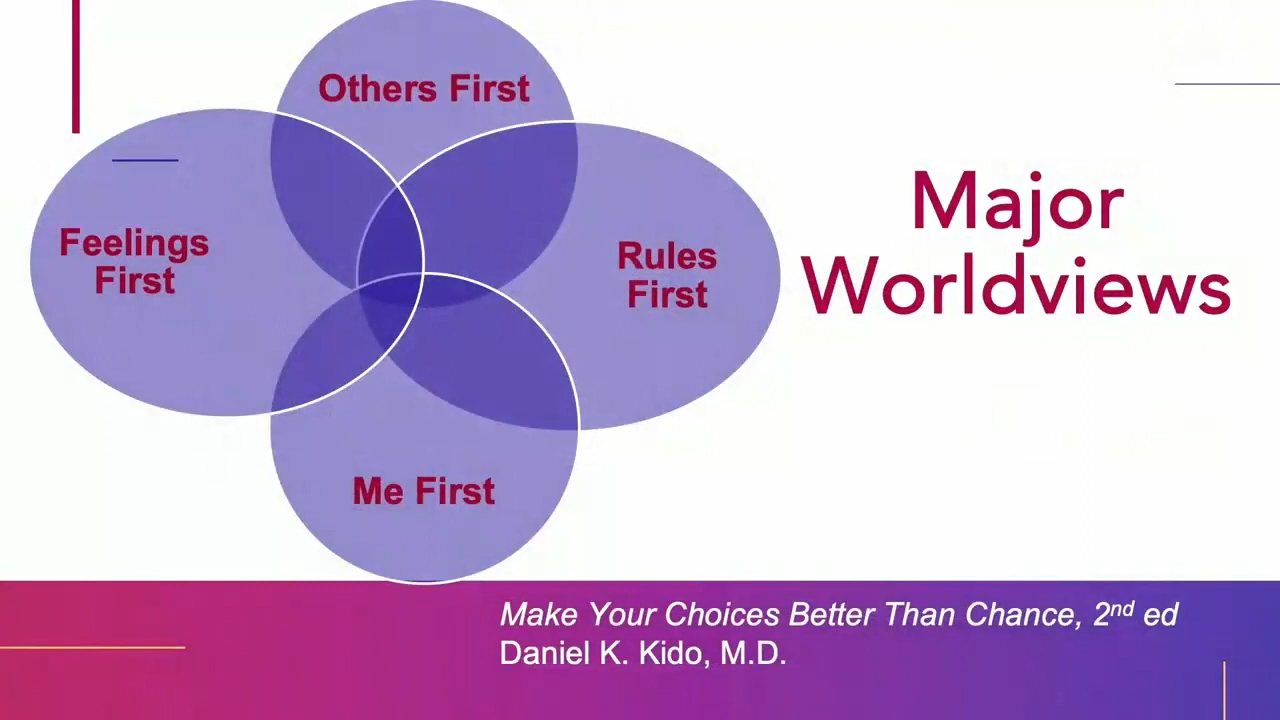 Others First
Feelings
First
Rules
First
Me First
Major
Worldviews
Make Your Choices Better Than Chance, 2nd ed
Daniel K. Kido, M.D.